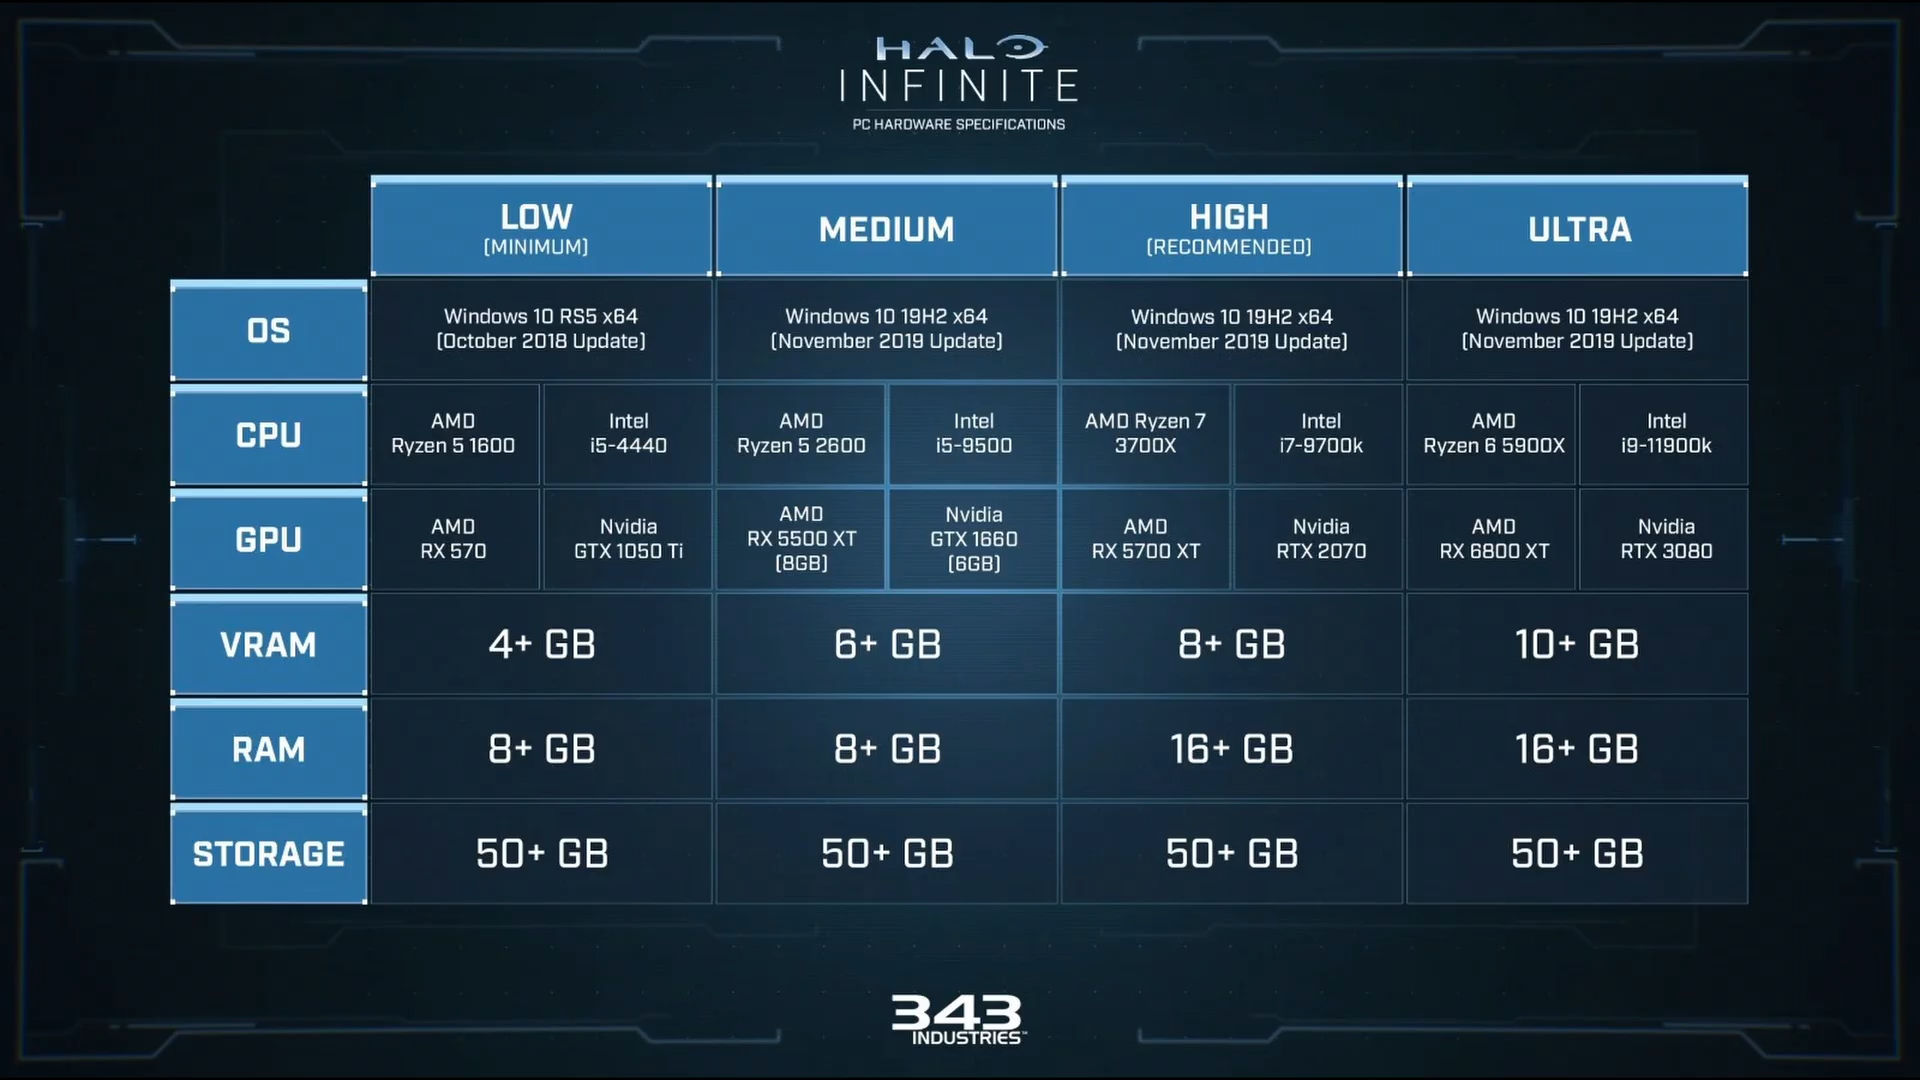 HALO
INFINITE
PC HARDWARE SPECIFICATIONS
LOW
[MINIMUM]
MEDIUM
HIGH
[RECOMMENDED]
ULTRA
OS
Windows 10 RS5 x64
[October 2018 Update]
Windows 10 19H2 x64
[November 2019 Update]
Windows 10 19H2 x64
[November 2019 Update]
Windows 10 19H2 x64
[November 2019 Update]
CPU
AMD
Ryzen 5 1600
Intel
i5-4440
AMD
Ryzen 5 2600
Intel
i5-9500
AMD Ryzen 7
3700X
Intel
i7-9700k
AMD
Ryzen 6 5900X
Intel
i9-11900k
GPU
AMD
RX 570
Nvidia
GTX 1050 Ti
AMD
RX 5500 XT
[8GB]
Nvidia
GTX 1660
[6GB]
AMD
RX 5700 XT
Nvidia
RTX 2070
AMD
RX 6800 XT
Nvidia
RTX 3080
VRAM
4+ GB
6+ GB
8+ GB
10+ GB
RAM
8+ GB
8+ GB
16+ GB
16+ GB
STORAGE
50+ GB
50+ GB
50+ GB
50+ GB
343
INDUSTRIES™